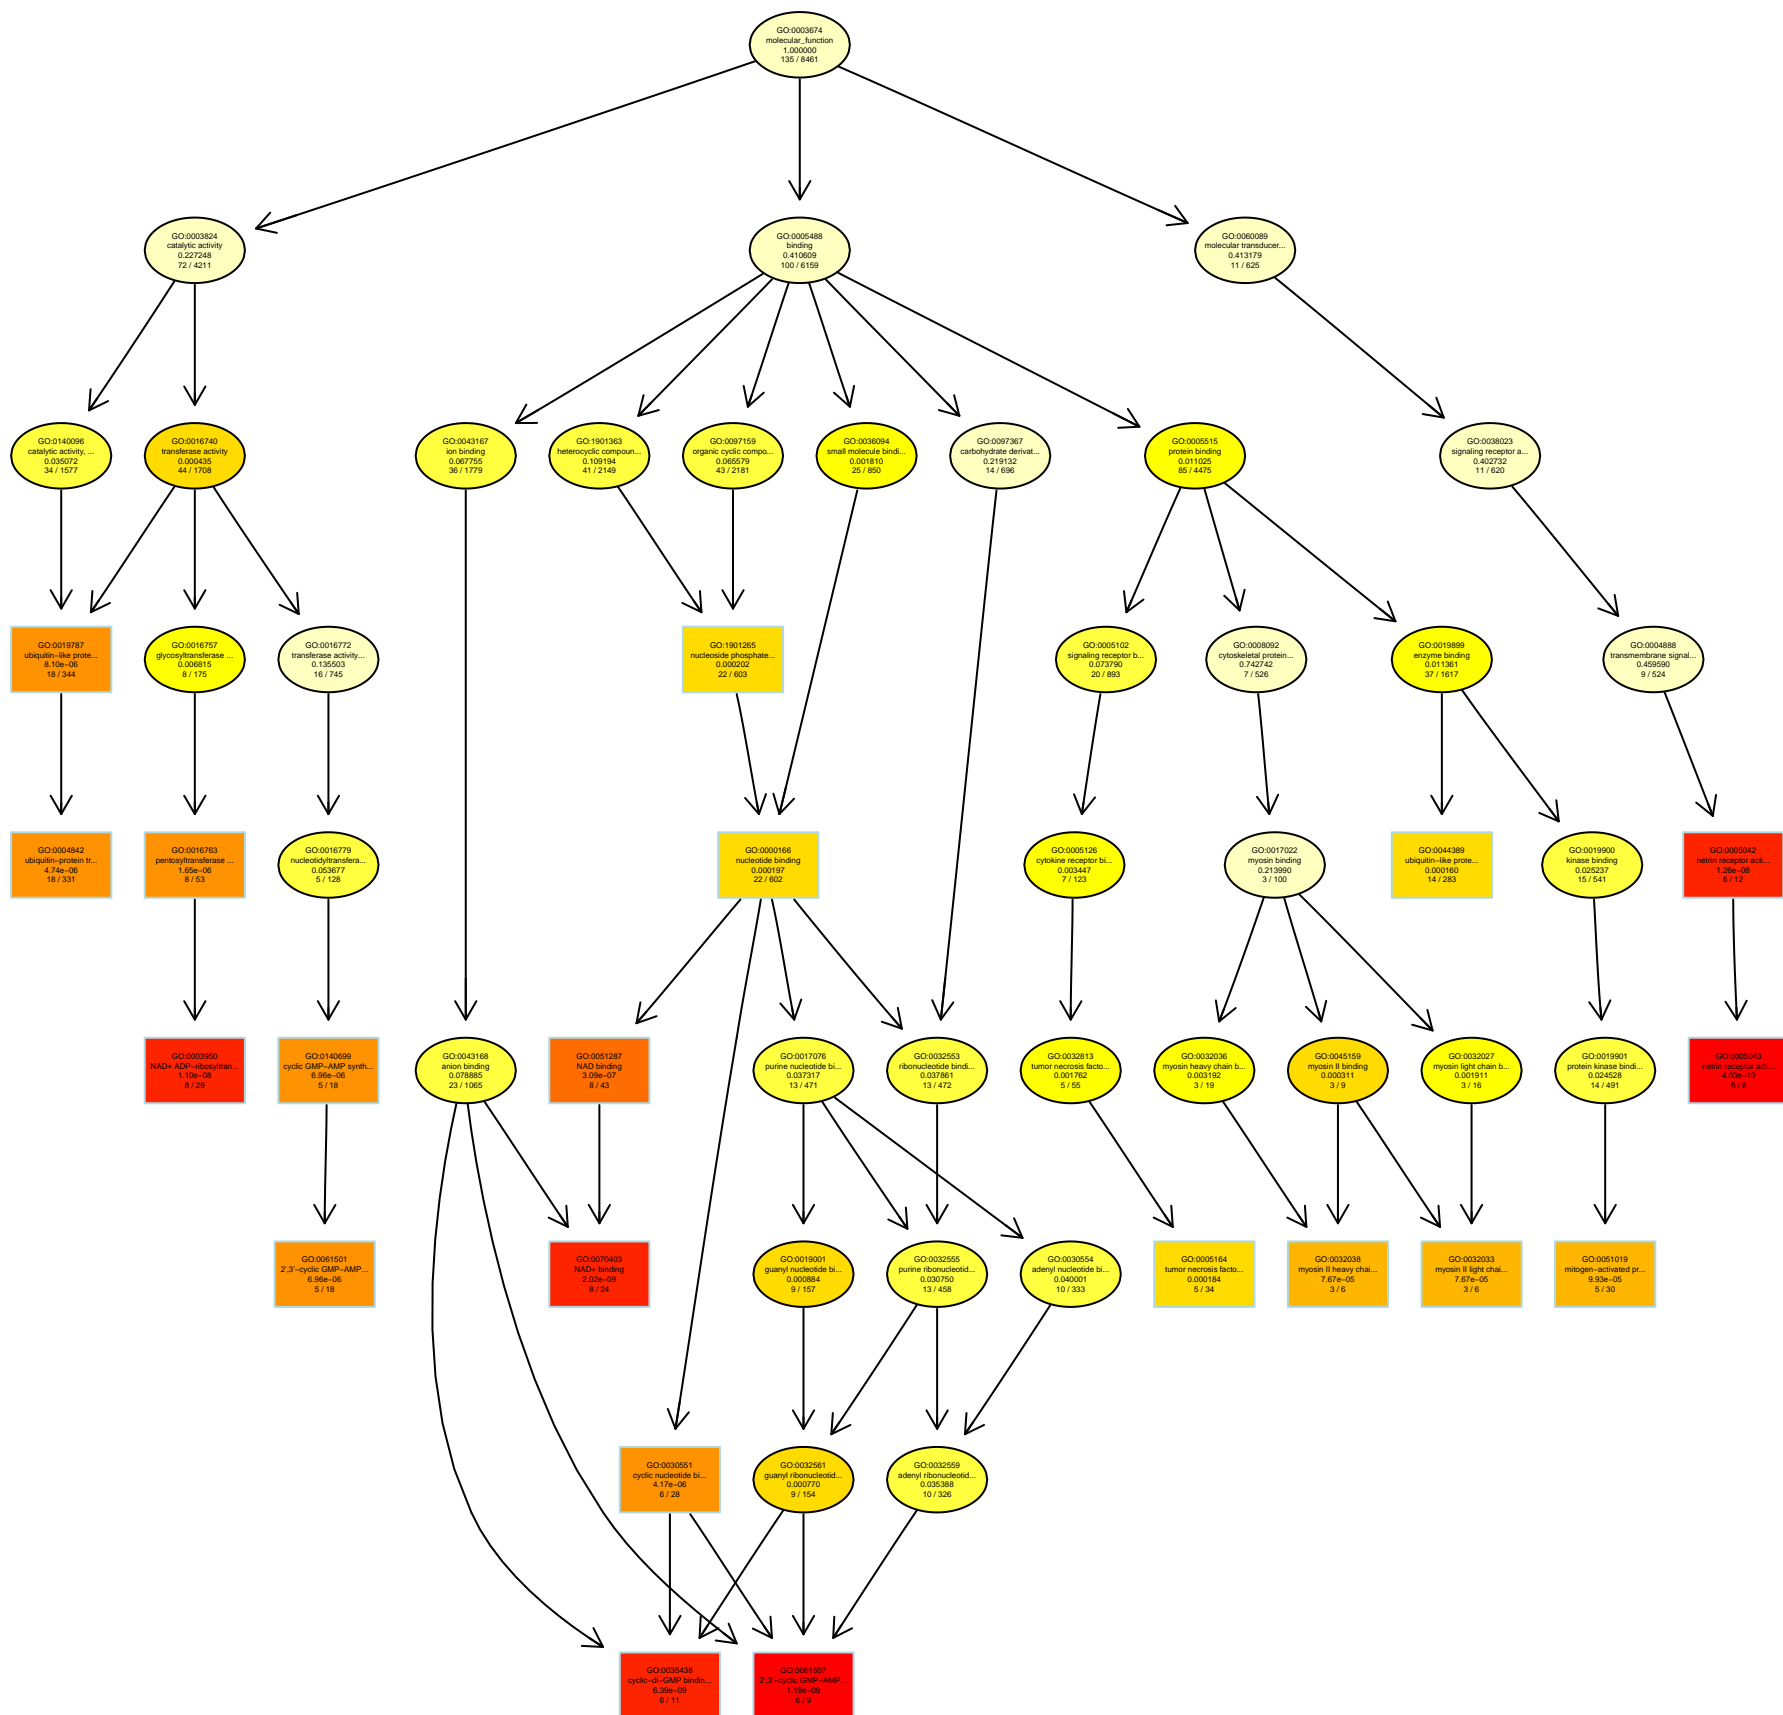 GO:0003674
molecular_function
1.000000
135 / 8461
GO:0003824
catalytic activity
0.227248
72 / 4211
GO:0005488
binding
0.410609
100 / 6159
GO:0060089
molecular transducer...
0.413179
11 / 625
GO:0140096
catalytic activity, ...
0.035072
34 / 1577
GO:0016740
transferase activity
0.000435
44 / 1708
GO:0043167
ion binding
0.067755
36 / 1779
GO:1901363
heterocyclic compoun...
0.109194
41 / 2149
GO:0097159
organic cyclic compo...
0.065579
43 / 2181
GO:0036094
small molecule bindi...
0.001810
25 / 850
GO:0097367
carbohydrate derivat...
0.219132
14 / 696
GO:0005515
protein binding
0.011025
85 / 4475
GO:0038023
signaling receptor a...
0.402732
11 / 620
GO:0019787
ubiquitin−like prote...
8.10e−06
18 / 344
GO:0016757
glycosyltransferase ...
0.006815
8 / 175
GO:0016772
transferase activity...
0.135503
16 / 745
GO:1901265
nucleoside phosphate...
0.000202
22 / 603
GO:0005102
signaling receptor b...
0.073790
20 / 893
GO:0008092
cytoskeletal protein...
0.742742
7 / 526
GO:0019899
enzyme binding
0.011361
37 / 1617
GO:0004888
transmembrane signal...
0.459590
9 / 524
GO:0004842
ubiquitin−protein tr...
4.74e−06
18 / 331
GO:0016763
pentosyltransferase ...
1.65e−06
8 / 53
GO:0016779
nucleotidyltransfera...
0.053677
5 / 128
GO:0000166
nucleotide binding
0.000197
22 / 602
GO:0005126
cytokine receptor bi...
0.003447
7 / 123
GO:0017022
myosin binding
0.213990
3 / 100
GO:0044389
ubiquitin−like prote...
0.000160
14 / 283
GO:0019900
kinase binding
0.025237
15 / 541
GO:0005042
netrin receptor acti...
1.26e−08
6 / 12
GO:0003950
NAD+ ADP−ribosyltran...
1.10e−08
8 / 29
GO:0140699
cyclic GMP−AMP synth...
6.96e−06
5 / 18
GO:0043168
anion binding
0.078885
23 / 1065
GO:0051287
NAD binding
3.09e−07
8 / 43
GO:0017076
purine nucleotide bi...
0.037317
13 / 471
GO:0032553
ribonucleotide bindi...
0.037861
13 / 472
GO:0032813
tumor necrosis facto...
0.001762
5 / 55
GO:0032036
myosin heavy chain b...
0.003192
3 / 19
GO:0045159
myosin II binding
0.000311
3 / 9
GO:0032027
myosin light chain b...
0.001911
3 / 16
GO:0019901
protein kinase bindi...
0.024528
14 / 491
GO:0005043
netrin receptor acti...
4.03e−10
6 / 8
GO:0061501
2',3'−cyclic GMP−AMP...
6.96e−06
5 / 18
GO:0070403
NAD+ binding
2.02e−09
8 / 24
GO:0019001
guanyl nucleotide bi...
0.000884
9 / 157
GO:0032555
purine ribonucleotid...
0.030750
13 / 458
GO:0030554
adenyl nucleotide bi...
0.040001
10 / 333
GO:0005164
tumor necrosis facto...
0.000184
5 / 34
GO:0032038
myosin II heavy chai...
7.67e−05
3 / 6
GO:0032033
myosin II light chai...
7.67e−05
3 / 6
GO:0051019
mitogen−activated pr...
9.93e−05
5 / 30
GO:0030551
cyclic nucleotide bi...
4.17e−06
6 / 28
GO:0032561
guanyl ribonucleotid...
0.000770
9 / 154
GO:0032559
adenyl ribonucleotid...
0.035388
10 / 326
GO:0035438
cyclic−di−GMP bindin...
6.39e−09
6 / 11
GO:0061507
2',3'−cyclic GMP−AMP...
1.19e−09
6 / 9